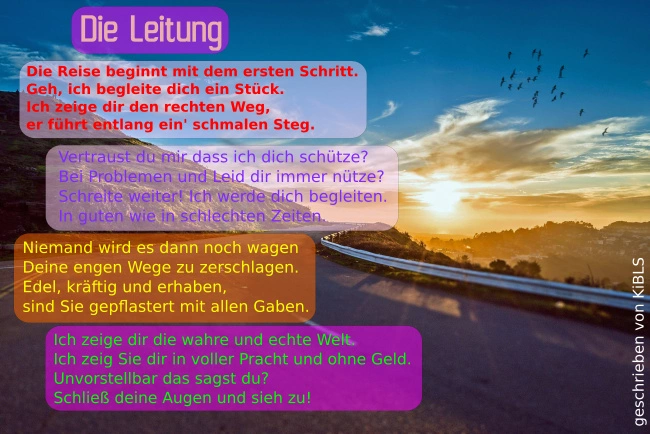 Die Leitung
Die Reise beginnt mit dem ersten Schritt.
Geh, ich begleite dich ein Stück.
Ich zeige dir den rechten Weg,
er führt entlang ein' schmalen Steg.
Vertraust du mir dass ich dich schütze?
Bei Problemen und Leid dir immer nütze?
Schreite weiter! Ich werde dich begleiten.
In guten wie in schlechten Zeiten.
Niemand wird es dann noch wagen
Deine engen Wege zu zerschlagen.
Edel, kräftig und erhaben,
sind Sie gepflastert mit allen Gaben.
Ich zeige dir die wahre und echte Welt.
Ich zeig Sie dir in voller Pracht und ohne Geld.
Unvorstellbar das sagst du?
Schließ deine Augen und sieh zu!
geschrieben von KiBLS